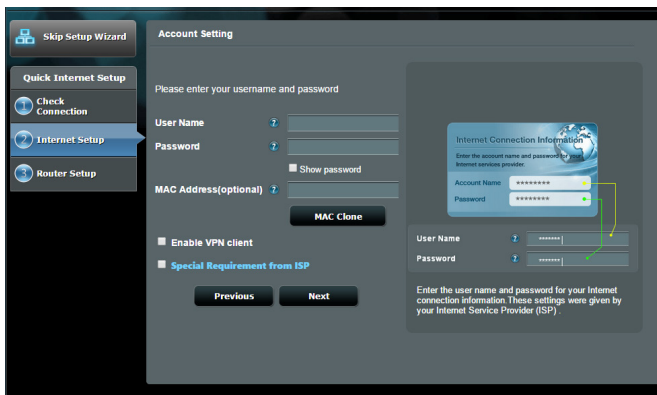 Skip Setup Wizard
Quick Internet Setup
1 Check
Connection
2 Internet Setup
3 Router Setup
Account Setting
Please enter your username and password
User Name ?
Password ?
Show password
MAC Address(optional) ?
MAC Clone
Enable VPN client
Special Requirement from ISP
Previous
Next
Internet Connection Information
Enter the account name and password for your
Internet services provider.
Account Name ********
Password ********
User Name ? *******
Password ? *******
Enter the user name and password for your Internet
connection information.These settings were given by
your Internet Service Provider (ISP) .